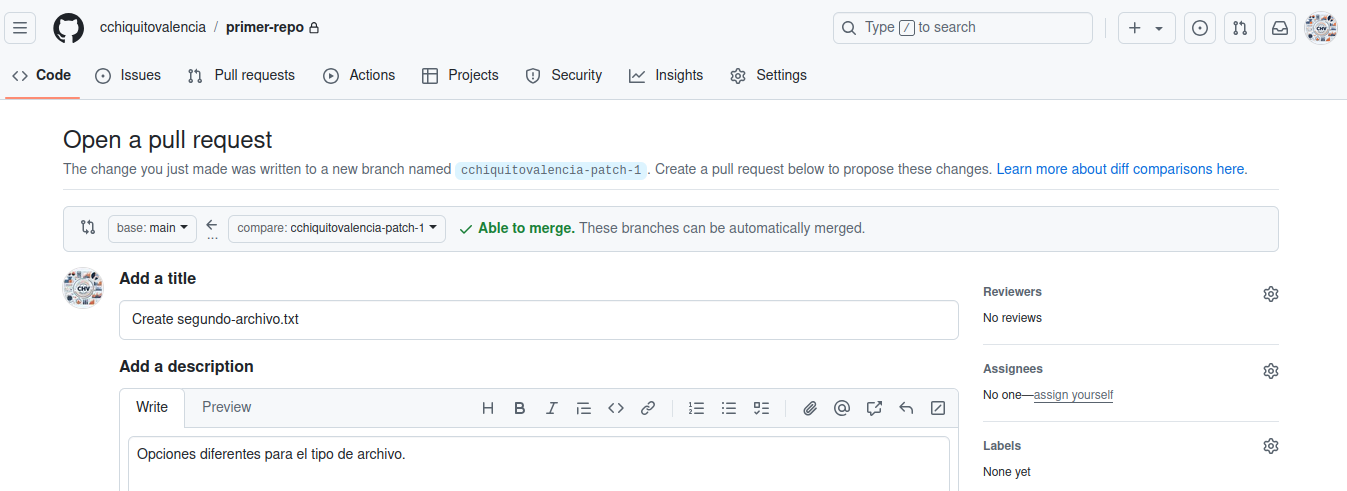 cchiquitovalencia / primer-repo
Type / to search
Code Issues Pull requests Actions Projects Security Insights Settings
Open a pull request
The change you just made was written to a new branch named cchiquitovalencia-patch-1. Create a pull request below to propose these changes. Learn more about diff comparisons here.
base: main compare: cchiquitovalencia-patch-1 Able to merge. These branches can be automatically merged.
CHV
Add a title
Create segundo-archivo.txt
Add a description
Write Preview
Opciones diferentes para el tipo de archivo.
Reviewers
No reviews
Assignees
No one—assign yourself
Labels
None yet